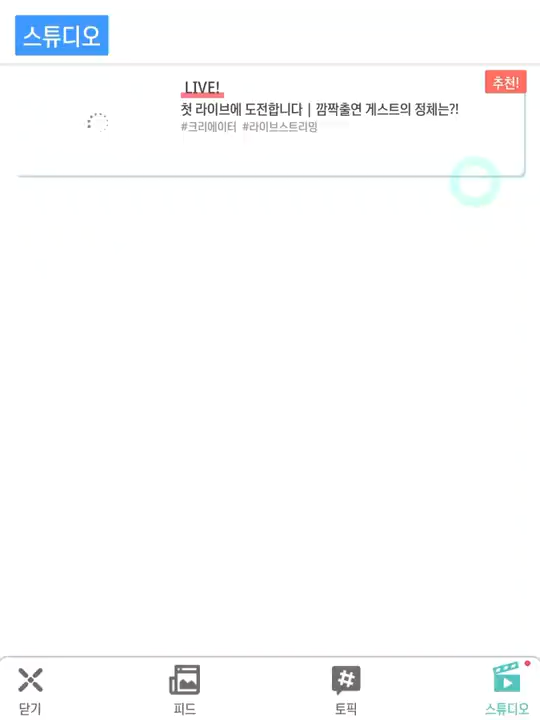 스튜디오
LIVE!
추천!
첫 라이브에 도전합니다 | 깜짝출연 게스트의 정체는?!
#크리에이터 #라이브스트리밍
닫기
피드
토픽
스튜디오